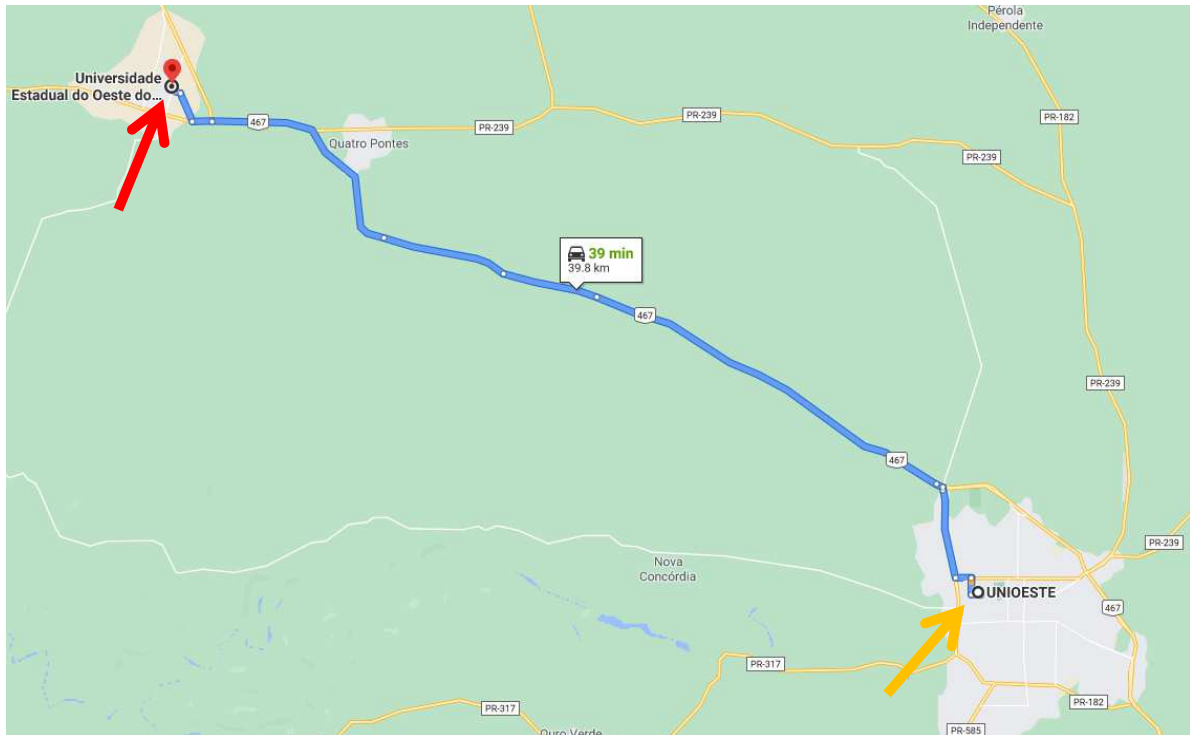 Pérola
Independente
Universidade
Estadual do Oeste do...
467
PR-239
PR-239
PR-182
Quatro Pontes
PR-239
39 min
39.8 km
467
PR-239
467
PR-239
Nova
Concórdia
UNIOESTE
467
PR-317
PR-182
PR-317
PR-585
Ouro Verde